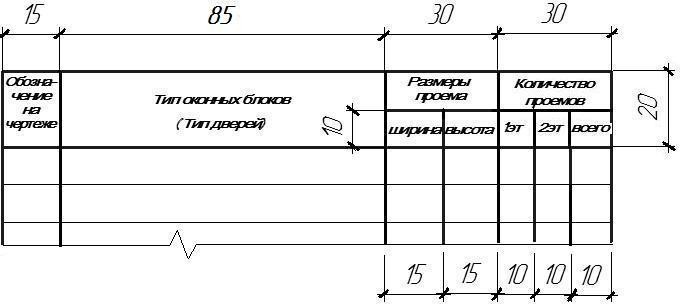 15 85 30 30
Обозна-
чение
на
чертеже
Тип оконных блоков
(Тип дверей)
Размеры
проема
Количество
проемов
10
20
ширина высота 1эт 2эт всего
15 15 10 10 10